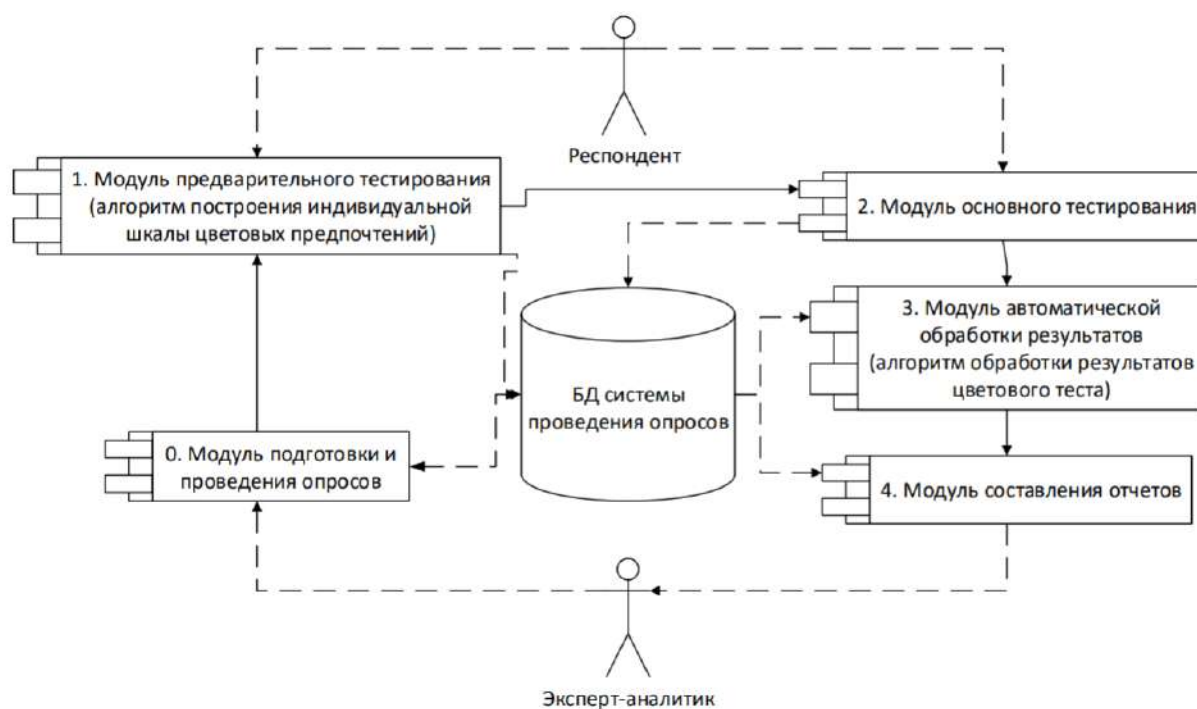 Респондент
1. Модуль предварительного тестирования
(алгоритм построения индивидуальной
шкалы цветовых предпочтений)
2. Модуль основного тестирования
3. Модуль автоматической
обработки результатов
(алгоритм обработки результатов
цветового теста)
БД системы
проведения опросов
0. Модуль подготовки и
проведения опросов
4. Модуль составления отчетов
Эксперт-аналитик